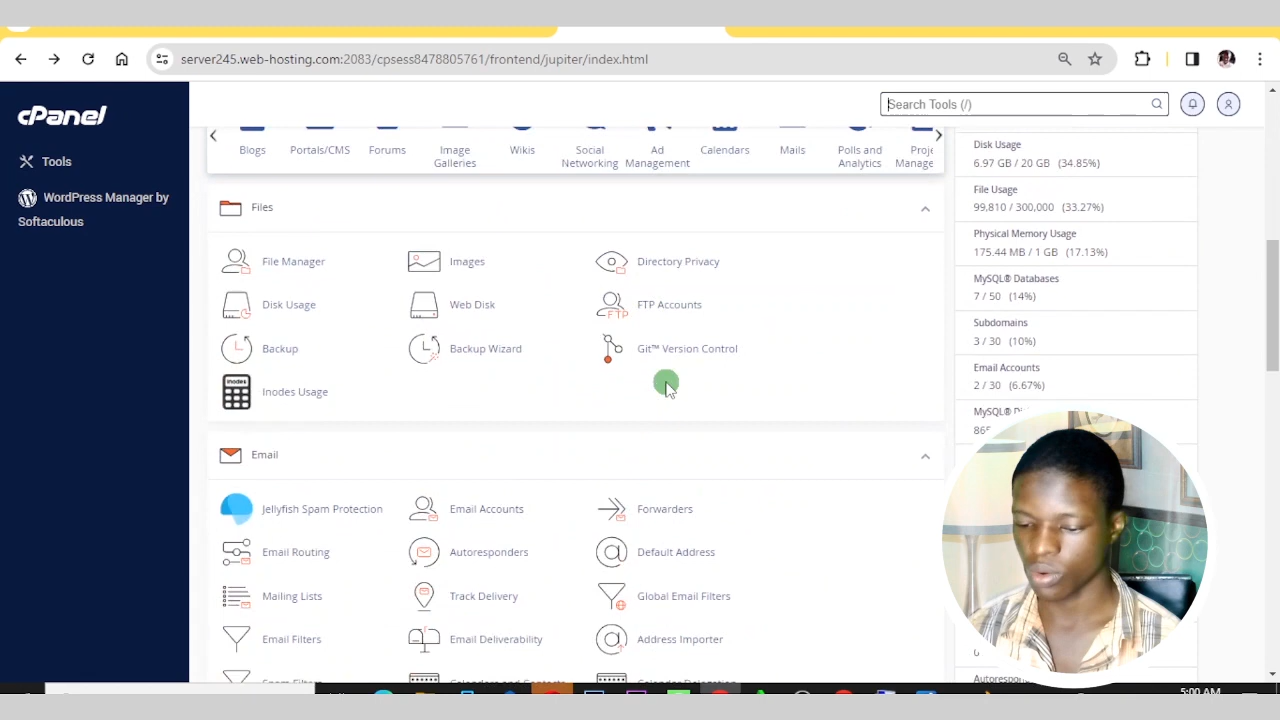 server245.web-hosting.com:2083/cpsess8478805761/frontend/jupiter/index.html
cPanel
Search Tools (/)
Tools
WordPress Manager by
Softaculous
Blogs
Portals/CMS
Forums
Image
Galleries
Wikis
Social
Networking
Ad
Management
Calendars
Mails
Polls and
Analytics
Proje
Manage
Files
File Manager
Images
Directory Privacy
Disk Usage
Web Disk
FTP Accounts
Backup
Backup Wizard
Git™ Version Control
Inodes Usage
Email
Jellyfish Spam Protection
Email Accounts
Forwarders
Email Routing
Autoresponders
Default Address
Mailing Lists
Track Delivery
Global Email Filters
Email Filters
Email Deliverability
Address Importer
Disk Usage
6.97 GB / 20 GB (34.85%)
File Usage
99,810 / 300,000 (33.27%)
Physical Memory Usage
175.44 MB / 1 GB (17.13%)
MySQL® Databases
7 / 50 (14%)
Subdomains
3 / 30 (10%)
Email Accounts
2 / 30 (6.67%)
MySQL®
5:00 AM